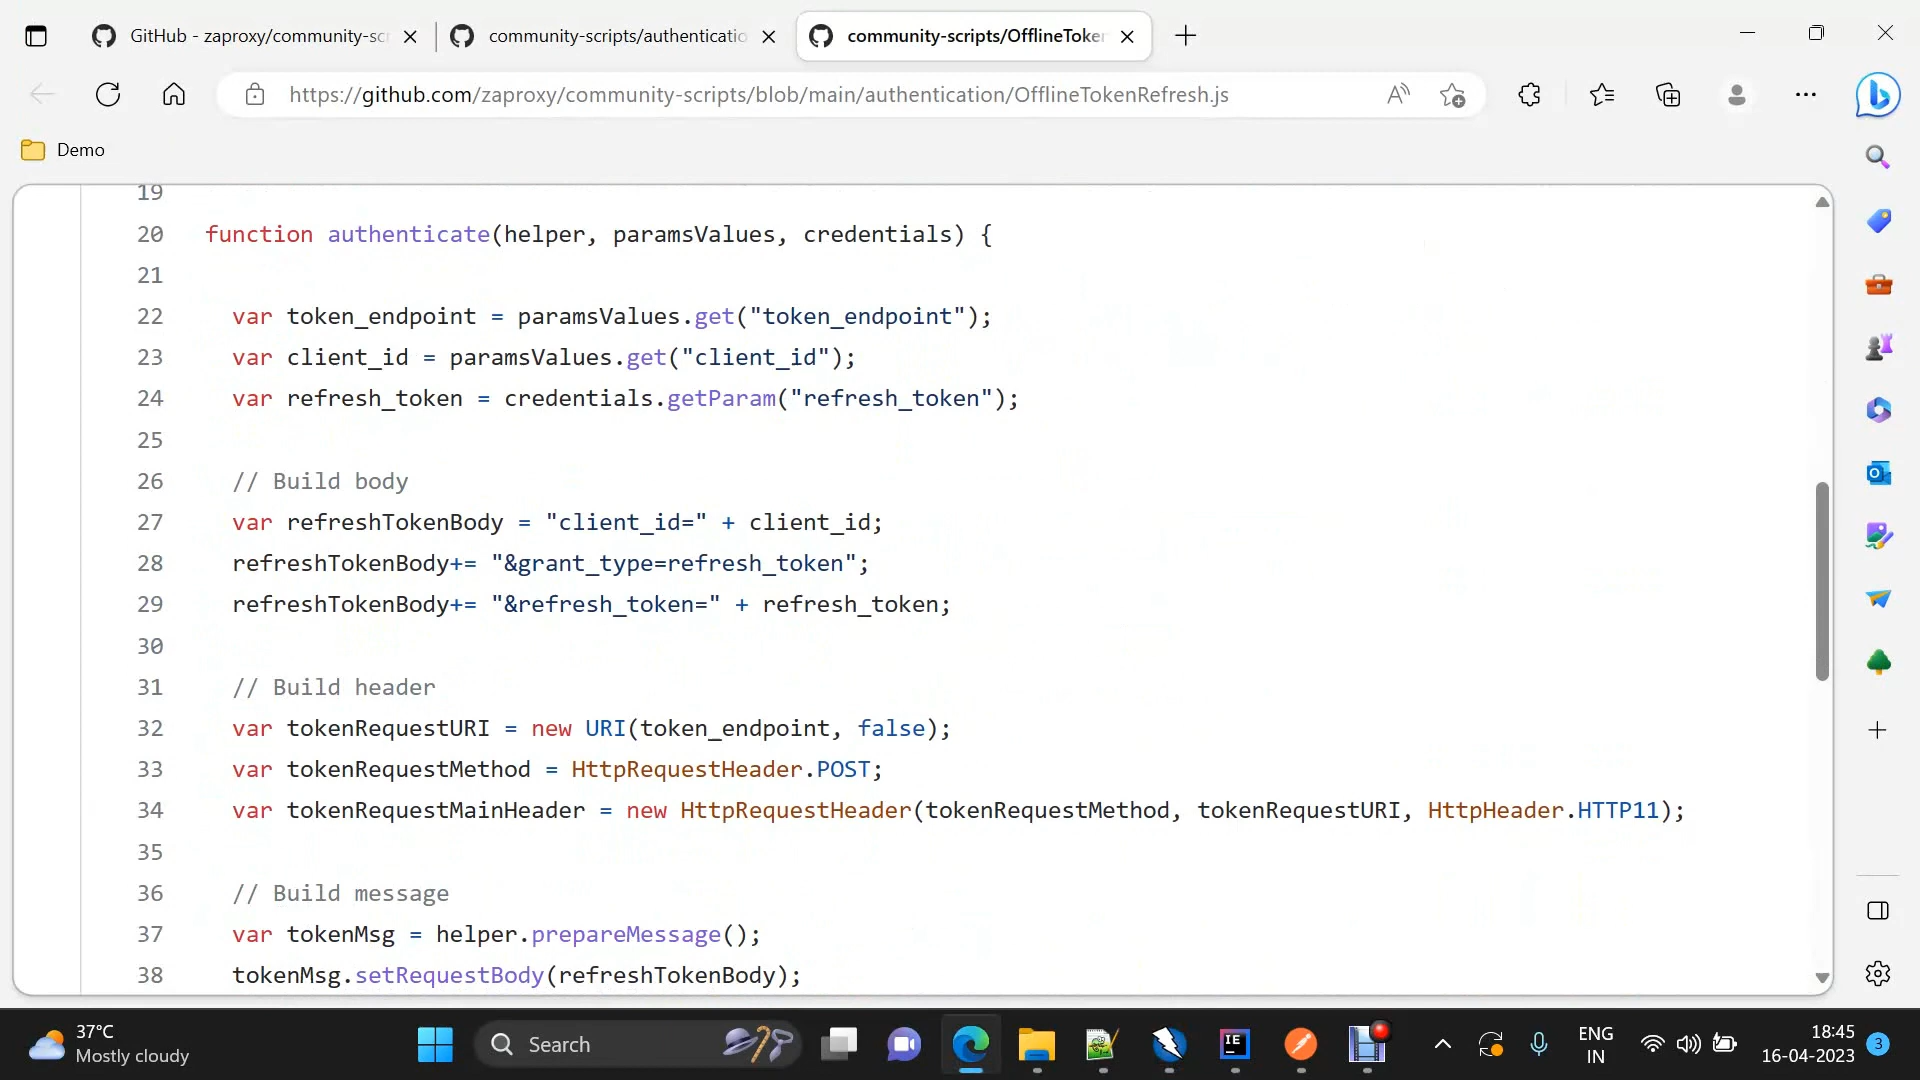 GitHub - zaproxy/community-scr
community-scripts/authenticatio
community-scripts/OfflineToker
https://github.com/zaproxy/community-scripts/blob/main/authentication/OfflineTokenRefresh.js
Demo
19
20 function authenticate(helper, paramsValues, credentials) {
21
22 var token_endpoint = paramsValues.get("token_endpoint");
23 var client_id = paramsValues.get("client_id");
24 var refresh_token = credentials.getParam("refresh_token");
25
26 // Build body
27 var refreshTokenBody = "client_id=" + client_id;
28 refreshTokenBody+= "&grant_type=refresh_token";
29 refreshTokenBody+= "&refresh_token=" + refresh_token;
30
31 // Build header
32 var tokenRequestURI = new URI(token_endpoint, false);
33 var tokenRequestMethod = HttpRequestHeader.POST;
34 var tokenRequestMainHeader = new HttpRequestHeader(tokenRequestMethod, tokenRequestURI, HttpHeader.HTTP11);
35
36 // Build message
37 var tokenMsg = helper.prepareMessage();
38 tokenMsg.setRequestBody(refreshTokenBody);
37°C
Mostly cloudy
Search
ENG
IN
18:45
16-04-2023
3